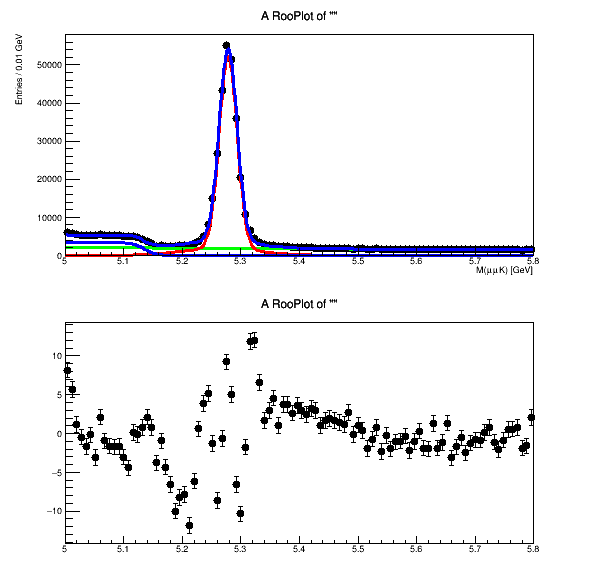 A RooPlot of ""
Entries / 0.01 GeV
50000
40000
30000
20000
10000
0
5 5.1 5.2 5.3 5.4 5.5 5.6 5.7 5.8
M(μμK) [GeV]
A RooPlot of ""
10
5
0
−5
−10
5 5.1 5.2 5.3 5.4 5.5 5.6 5.7 5.8